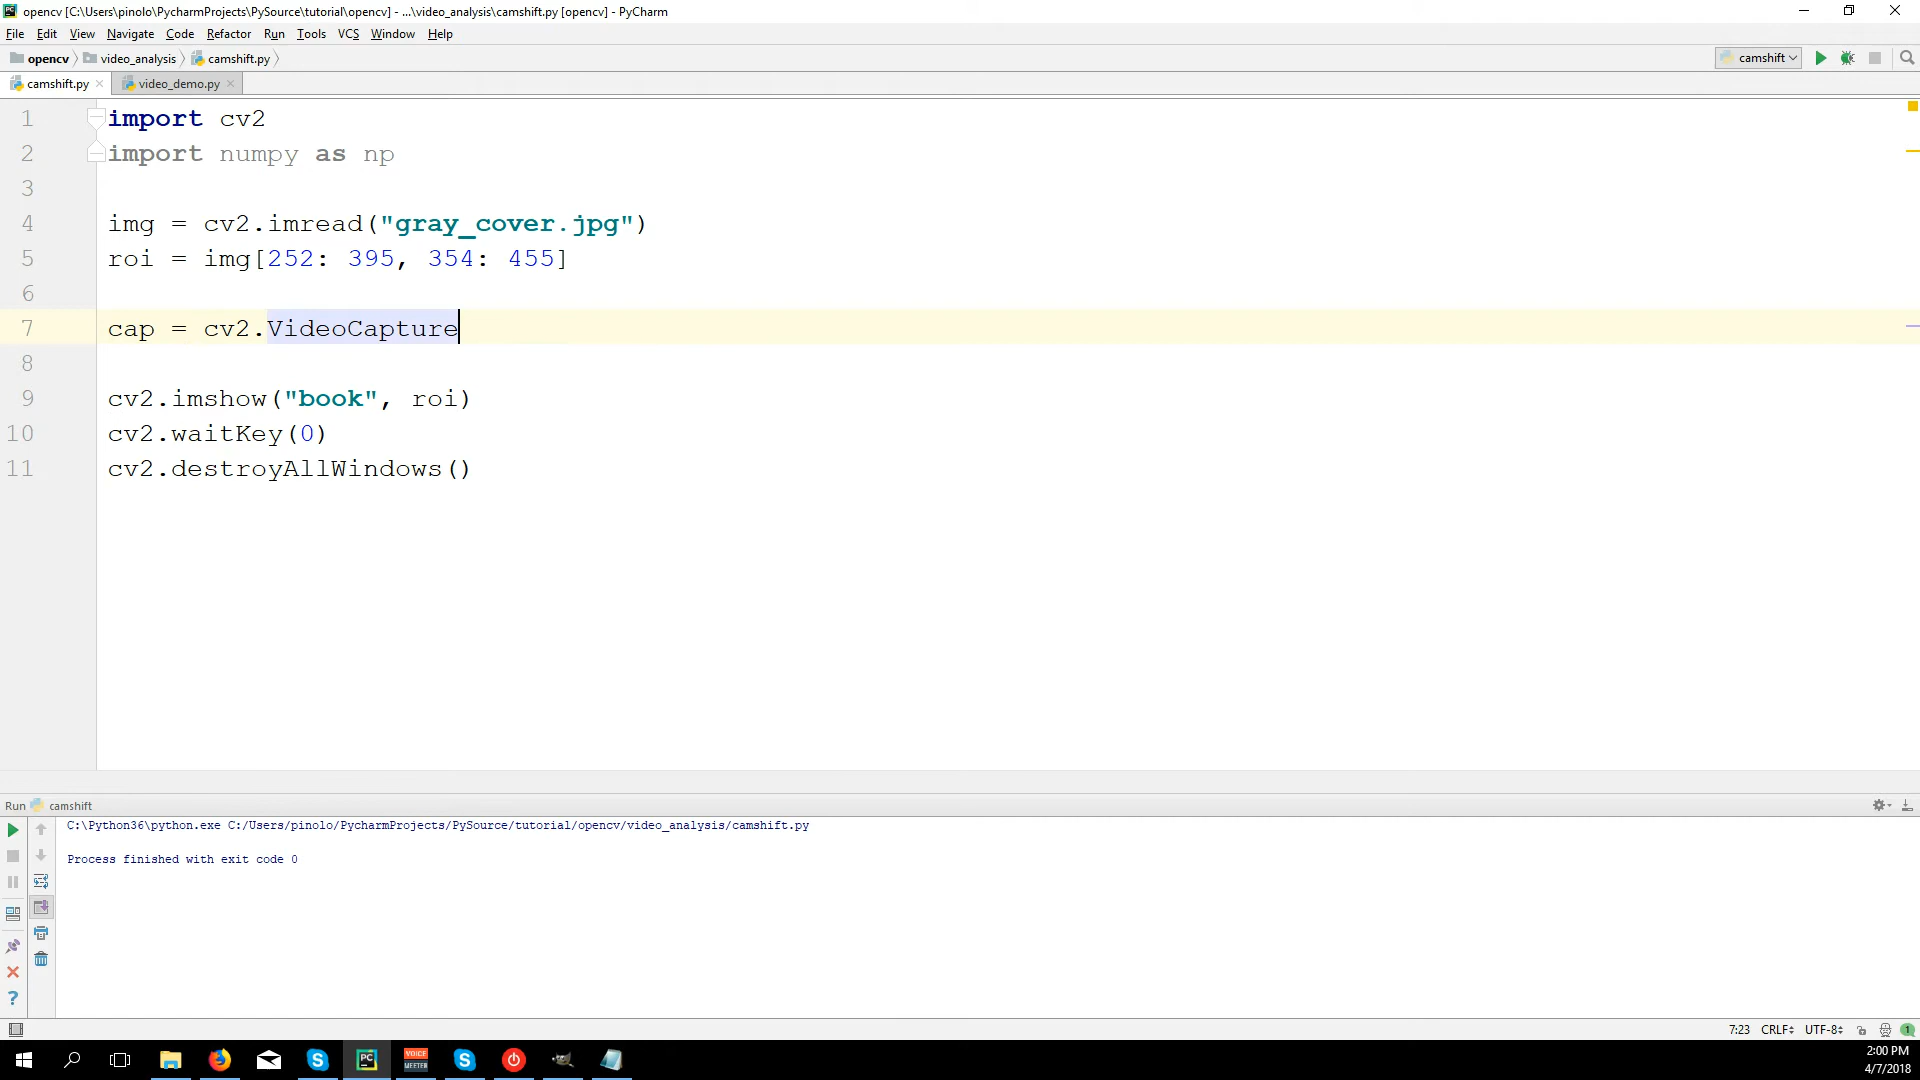 opencv [C:\Users\pinolo\PycharmProjects\PySource\tutorial\opencv] - ...\video_analysis\camshift.py [opencv] - PyCharm
File Edit View Navigate Code Refactor Run Tools VCS Window Help
opencv video_analysis camshift.py camshift
camshift.py video_demo.py
1 import cv2
2 import numpy as np
3
4 img = cv2.imread("gray_cover.jpg")
5 roi = img[252: 395, 354: 455]
6
7 cap = cv2.VideoCapture
8
9 cv2.imshow("book", roi)
10 cv2.waitKey(0)
11 cv2.destroyAllWindows()
Run camshift
C:\Python36\python.exe C:/Users/pinolo/PycharmProjects/PySource/tutorial/opencv/video_analysis/camshift.py
Process finished with exit code 0
7:23 CRLF UTF-8 1
PC VOICE MEETER
2:00 PM
4/7/2018